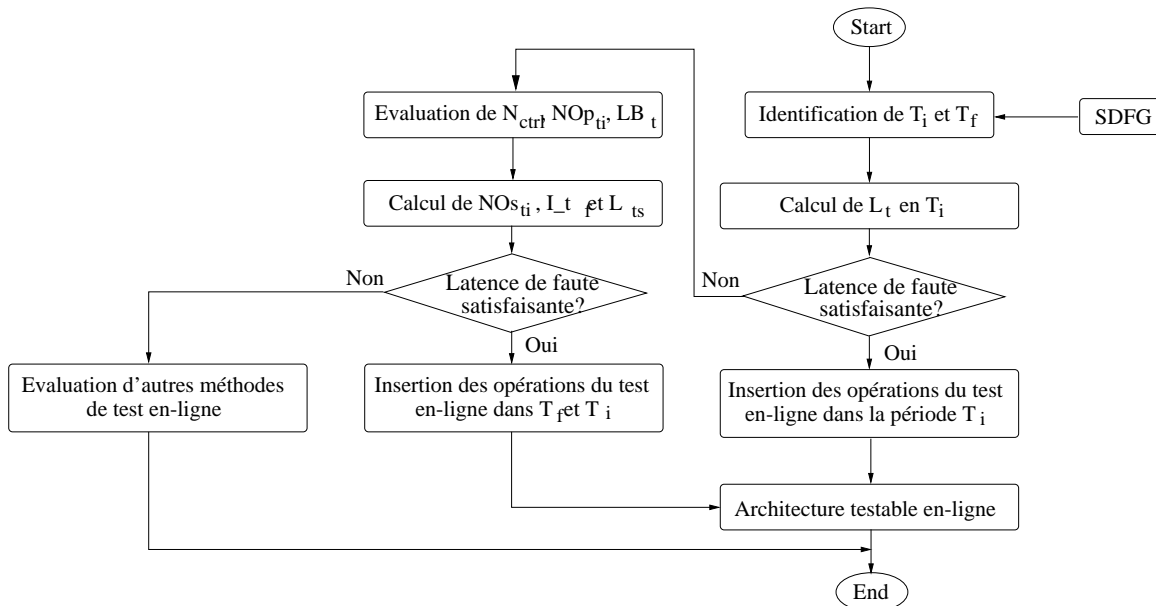 Start
Identification de T_i et T_f
SDFG
Calcul de L_t en T_i
Latence de faute
satisfaisante?
Non
Oui
Insertion des opérations du test
en-ligne dans la période T_i
Evaluation de N_ctrl, NOp_ti, LB_t
Calcul de NOs_ti, I_t_f et L_ts
Latence de faute
satisfaisante?
Non
Oui
Evaluation d'autres méthodes
de test en-ligne
Insertion des opérations du test
en-ligne dans T_f et T_i
Architecture testable en-ligne
End